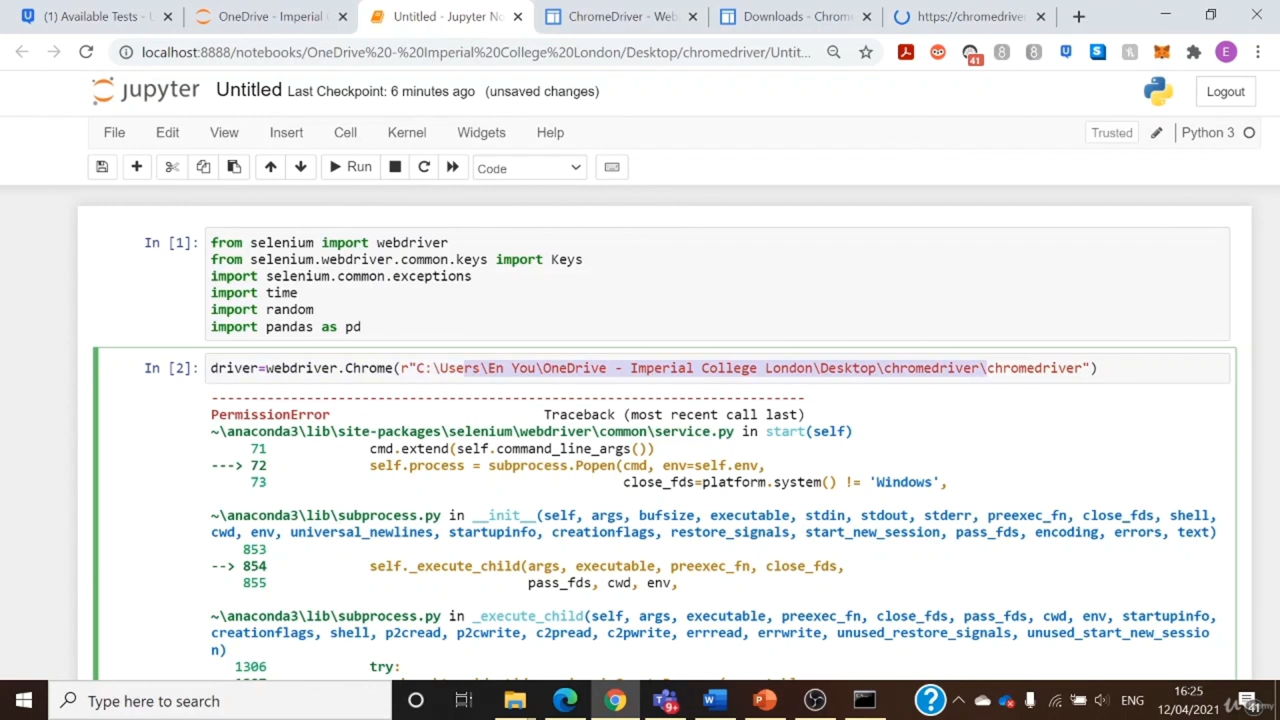 (1) Available Tests - U
OneDrive - Imperial C
Untitled - Jupyter No
ChromeDriver - Web
Downloads - Chrome
https://chromedriver
localhost:8888/notebooks/OneDrive%20-%20Imperial%20College%20London/Desktop/chromedriver/Untit...
41
E
jupyter Untitled Last Checkpoint: 6 minutes ago (unsaved changes)
Logout
File Edit View Insert Cell Kernel Widgets Help
Trusted Python 3
Run Code
In [1]: from selenium import webdriver
from selenium.webdriver.common.keys import Keys
import selenium.common.exceptions
import time
import random
import pandas as pd
In [2]: driver=webdriver.Chrome(r"C:\Users\En You\OneDrive - Imperial College London\Desktop\chromedriver\chromedriver")
---------------------------------------------------------------------------
PermissionError Traceback (most recent call last)
~\anaconda3\lib\site-packages\selenium\webdriver\common\service.py in start(self)
71 cmd.extend(self.command_line_args())
---> 72 self.process = subprocess.Popen(cmd, env=self.env,
73 close_fds=platform.system() != 'Windows',
~\anaconda3\lib\subprocess.py in __init__(self, args, bufsize, executable, stdin, stdout, stderr, preexec_fn, close_fds, shell,
cwd, env, universal_newlines, startupinfo, creationflags, restore_signals, start_new_session, pass_fds, encoding, errors, text)
853
--> 854 self._execute_child(args, executable, preexec_fn, close_fds,
855 pass_fds, cwd, env,
~\anaconda3\lib\subprocess.py in _execute_child(self, args, executable, preexec_fn, close_fds, pass_fds, cwd, env, startupinfo,
creationflags, shell, p2cread, p2cwrite, c2pread, c2pwrite, errread, errwrite, unused_restore_signals, unused_start_new_sessio
n)
1306 try:
Type here to search
9+
ENG
16:25
12/04/2021
41